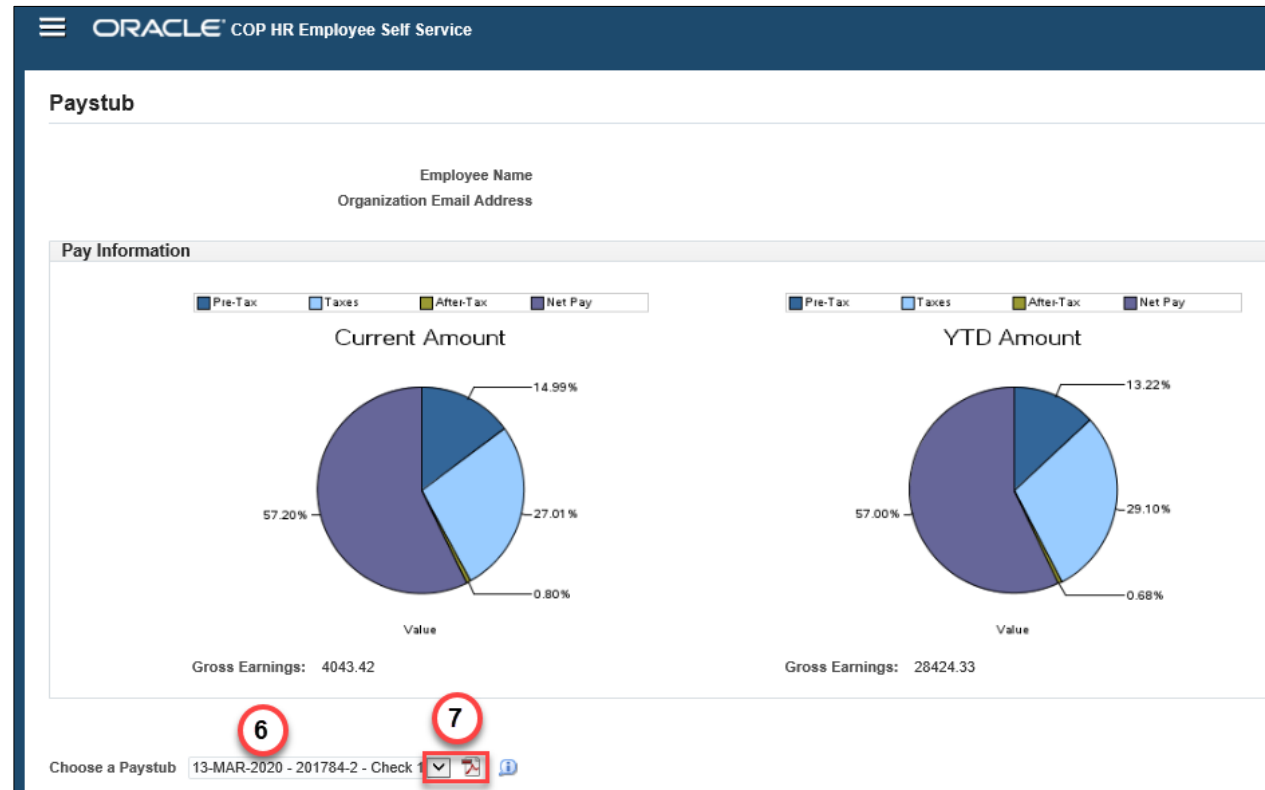 ORACLE COP HR Employee Self Service
Paystub
Employee Name
Organization Email Address
Pay Information
Pre-Tax Taxes After-Tax Net Pay
Current Amount
14.99%
57.20%
27.01%
0.80%
Value
Gross Earnings: 4043.42
Pre-Tax Taxes After-Tax Net Pay
YTD Amount
13.22%
57.00%
29.10%
0.68%
Value
Gross Earnings: 28424.33
6
7
Choose a Paystub 13-MAR-2020 - 201784-2 - Check 1